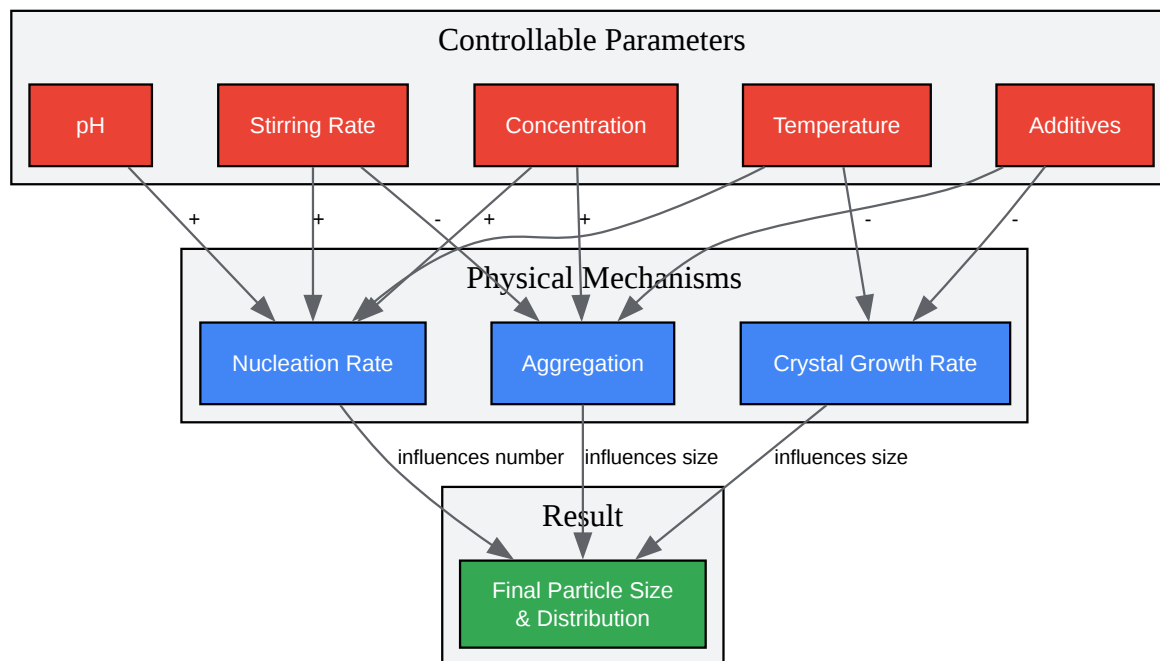 Controllable Parameters
pH
Stirring Rate
Concentration
Temperature
Additives
+
+
-
+
+
-
-
Physical Mechanisms
Nucleation Rate
Aggregation
Crystal Growth Rate
influences number
influences size
influences size
Result
Final Particle Size
& Distribution